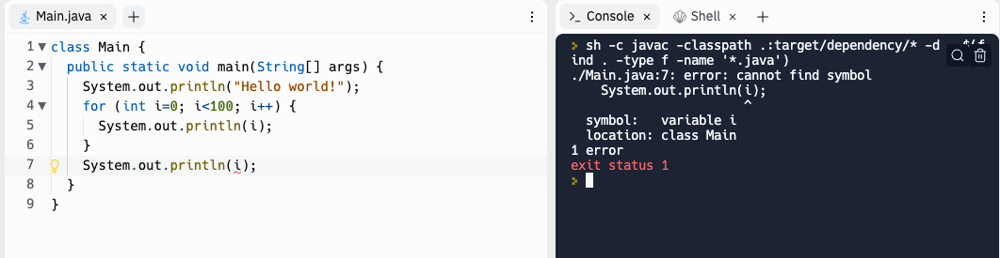 Main.java
1 class Main {
2 public static void main(String[] args) {
3 System.out.println("Hello world!");
4 for (int i=0; i<100; i++) {
5 System.out.println(i);
6 }
7 System.out.println(i);
8 }
9 }
Console
Shell
sh -c javac -classpath .:target/dependency/* -d
ind . -type f -name '*.java')
./Main.java:7: error: cannot find symbol
System.out.println(i);
^
symbol: variable i
location: class Main
1 error
exit status 1